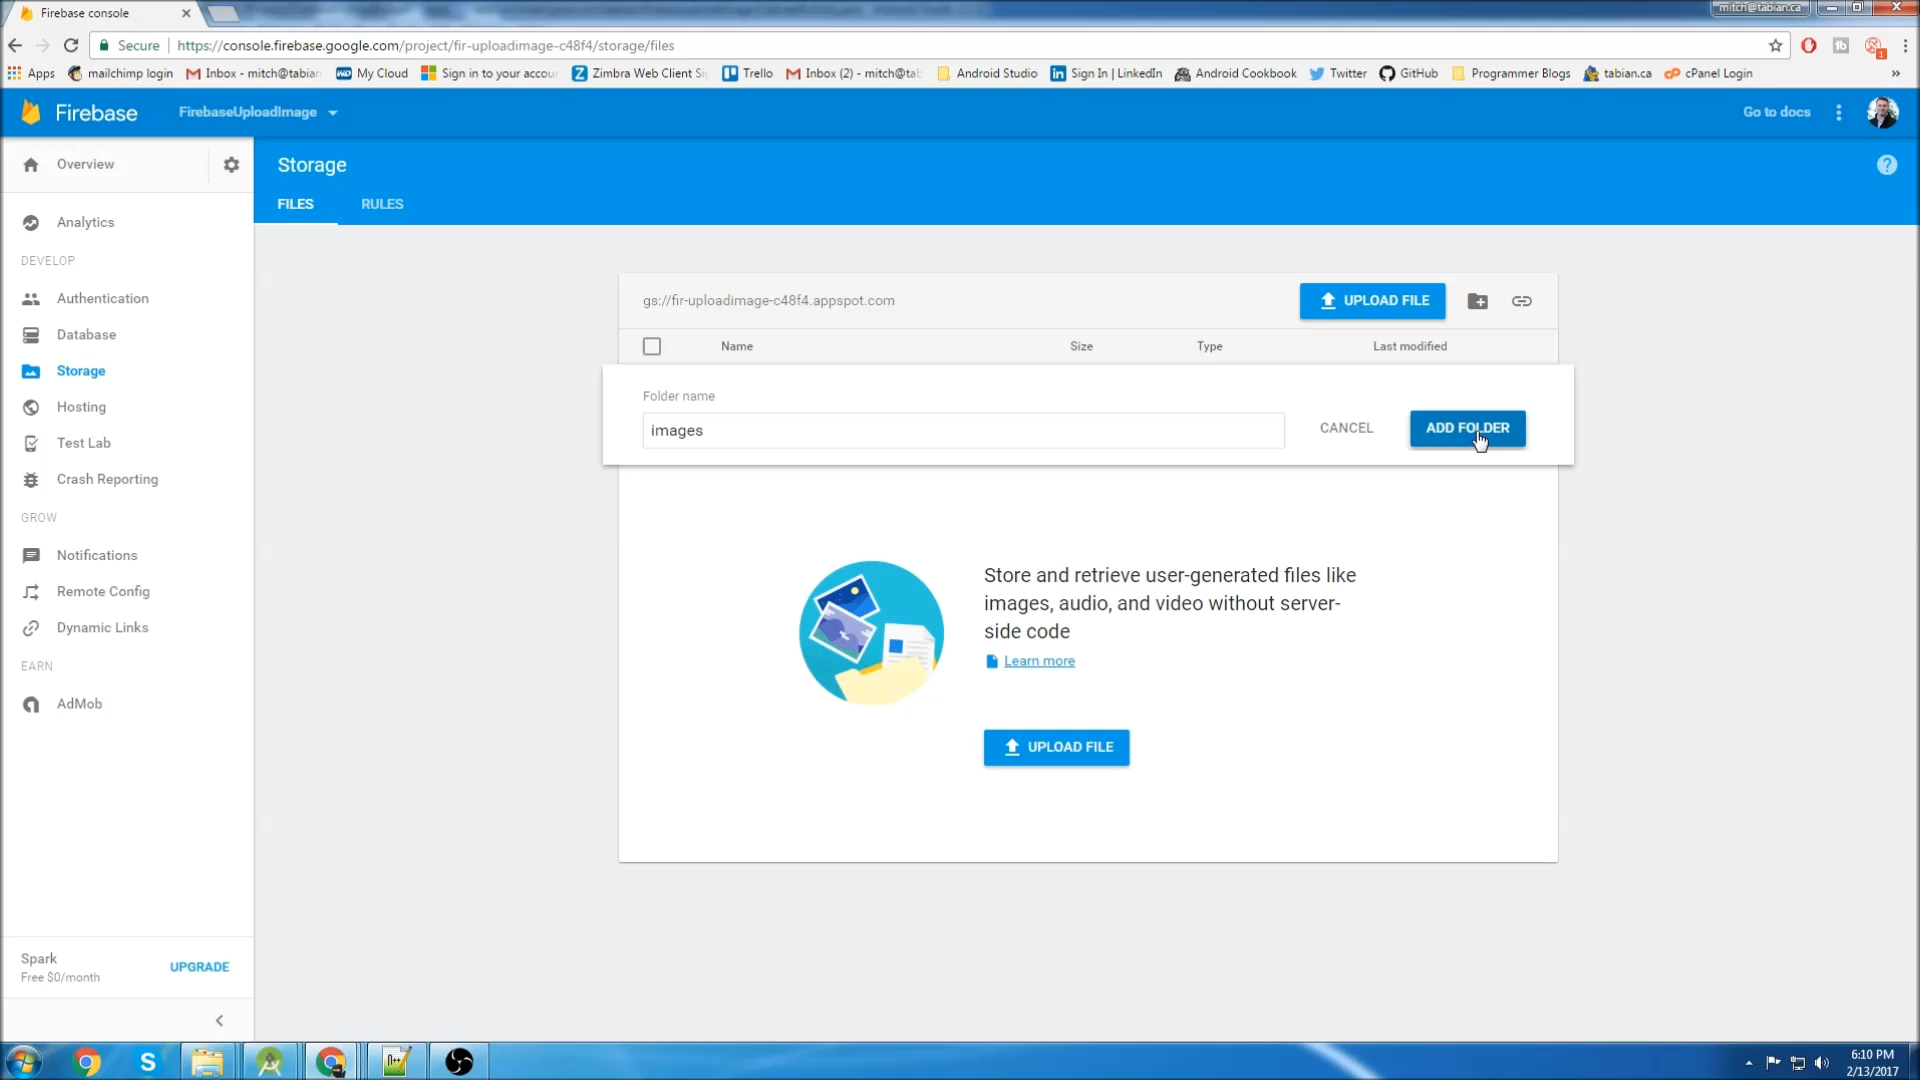 Firebase console
mitch@tabian.ca
Secure
https://console.firebase.google.com/project/fir-uploadimage-c48f4/storage/files
Apps
mailchimp login
Inbox - mitch@tabian
My Cloud
Sign in to your accou
Zimbra Web Client Si
Trello
Inbox (2) - mitch@tab
Android Studio
Sign In | LinkedIn
Android Cookbook
Twitter
GitHub
Programmer Blogs
tabian.ca
cPanel Login
»
Firebase
FirebaseUploadImage
Go to docs
Overview
Storage
FILES
RULES
Analytics
DEVELOP
Authentication
Database
Storage
Hosting
Test Lab
Crash Reporting
GROW
Notifications
Remote Config
Dynamic Links
EARN
AdMob
Spark
Free $0/month
UPGRADE
gs://fir-uploadimage-c48f4.appspot.com
UPLOAD FILE
Name
Size
Type
Last modified
Folder name
images
CANCEL
ADD FOLDER
Store and retrieve user-generated files like
images, audio, and video without server-
side code
Learn more
UPLOAD FILE
6:10 PM
2/13/2017